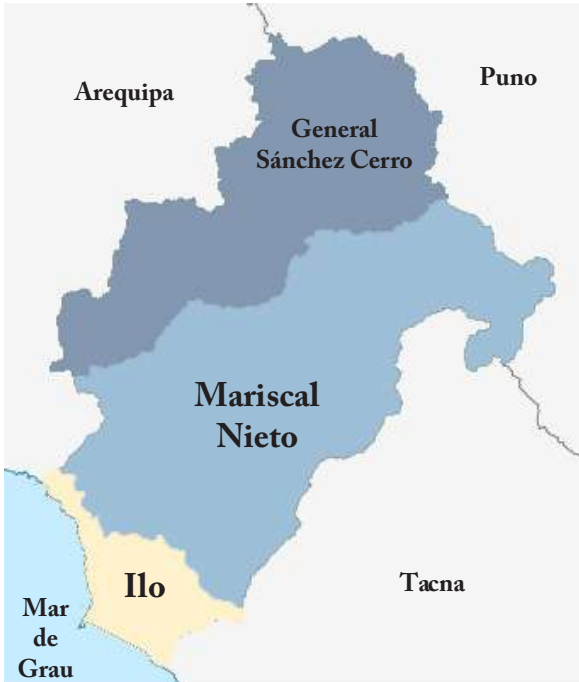 Arequipa
Puno
General
Sánchez Cerro
Mariscal
Nieto
Ilo
Tacna
Mar
de
Grau